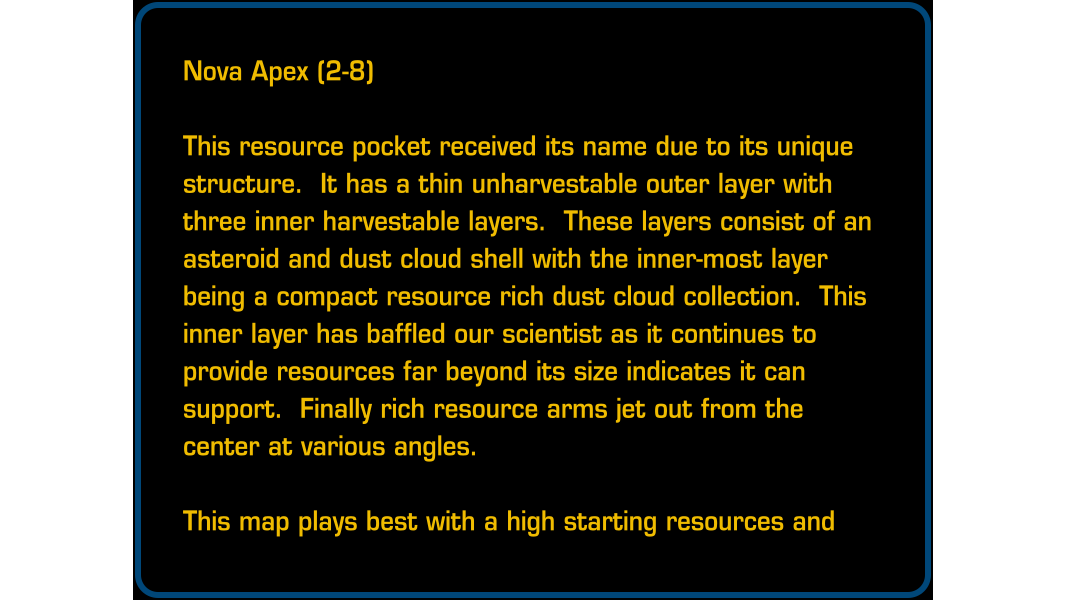 Nova Apex (2-8)
This resource pocket received its name due to its unique
structure.  It has a thin unharvestable outer layer with
three inner harvestable layers.  These layers consist of an
asteroid and dust cloud shell with the inner-most layer
being a compact resource rich dust cloud collection.  This
inner layer has baffled our scientist as it continues to
provide resources far beyond its size indicates it can
support.  Finally rich resource arms jet out from the
center at various angles.
This map plays best with a high starting resources and